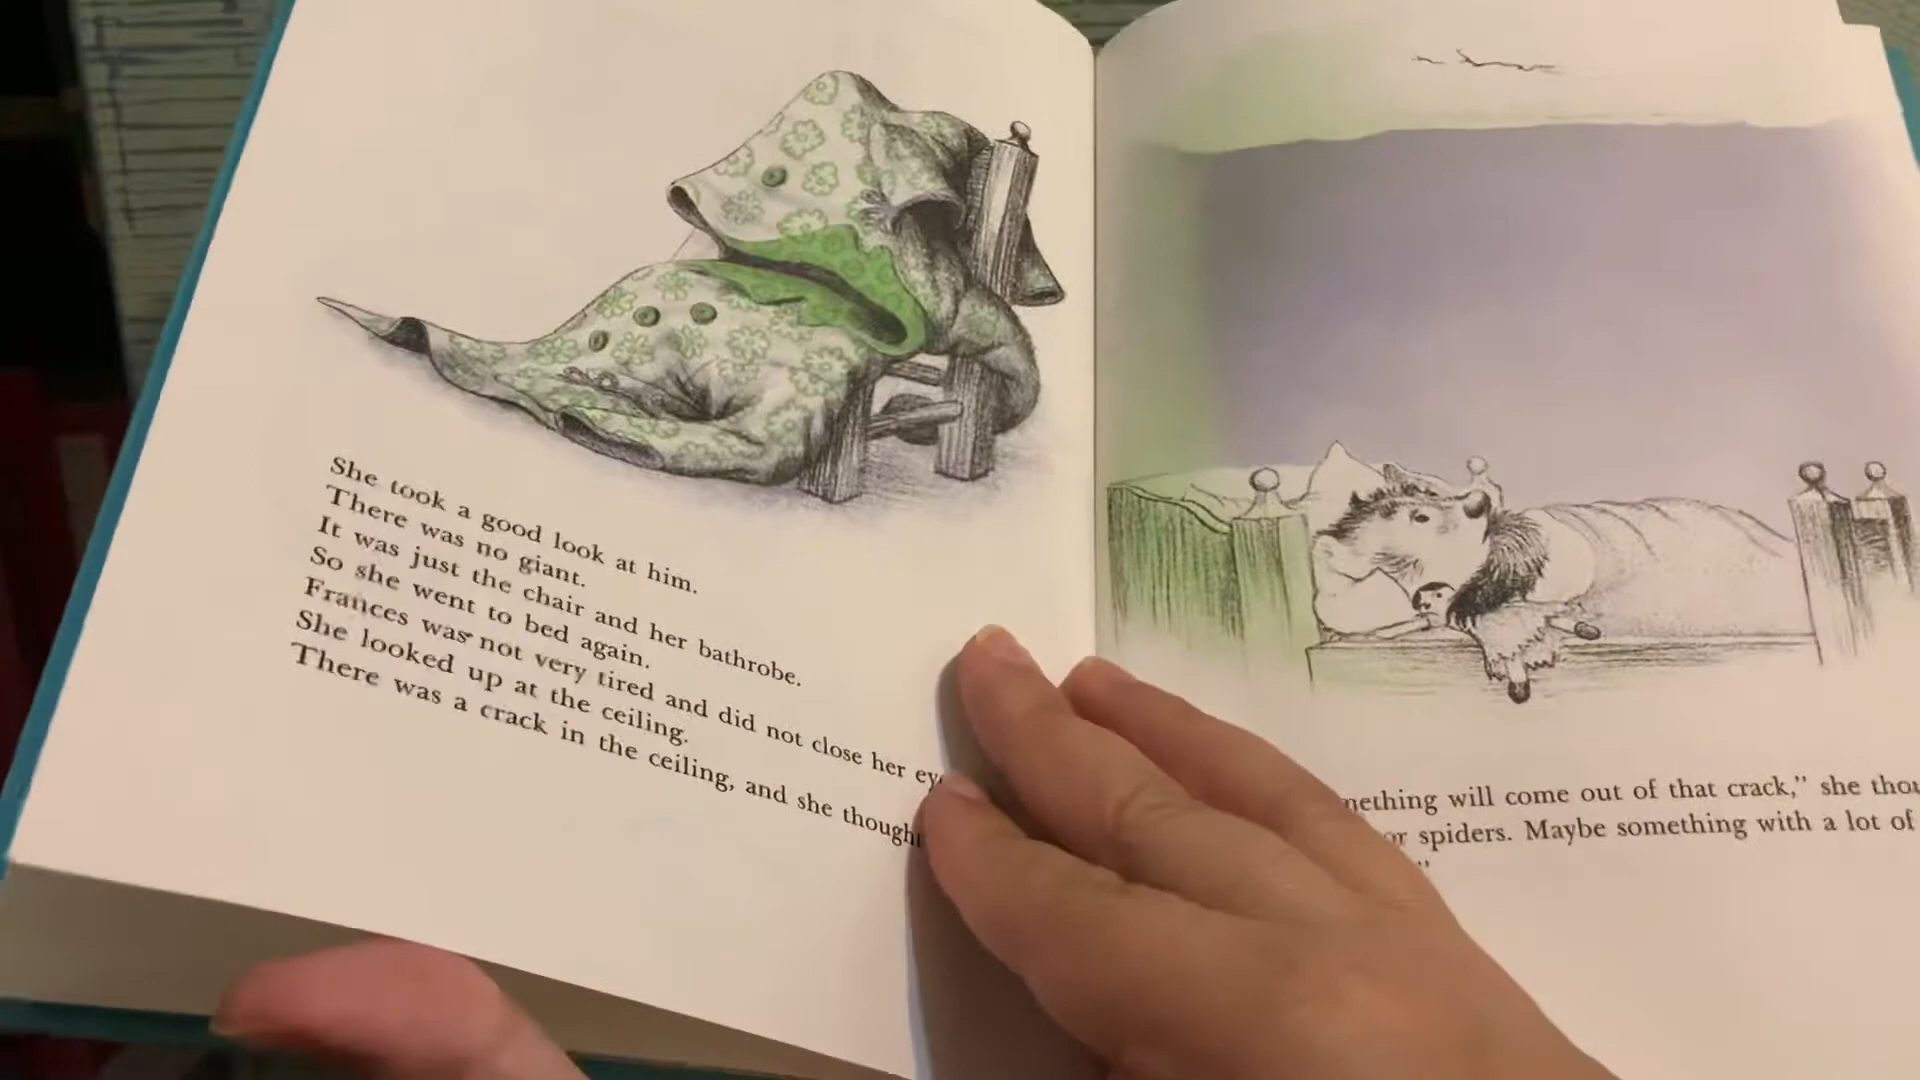 She took a good look at him.
There was no giant.
It was just the chair and her bathrobe.
So she went to bed again.
Frances was not very tired and did not close her
She looked up at the ceiling.
There was a crack in the ceiling, and she thought
will come out of that crack,” she
spiders. Maybe something with a lot of